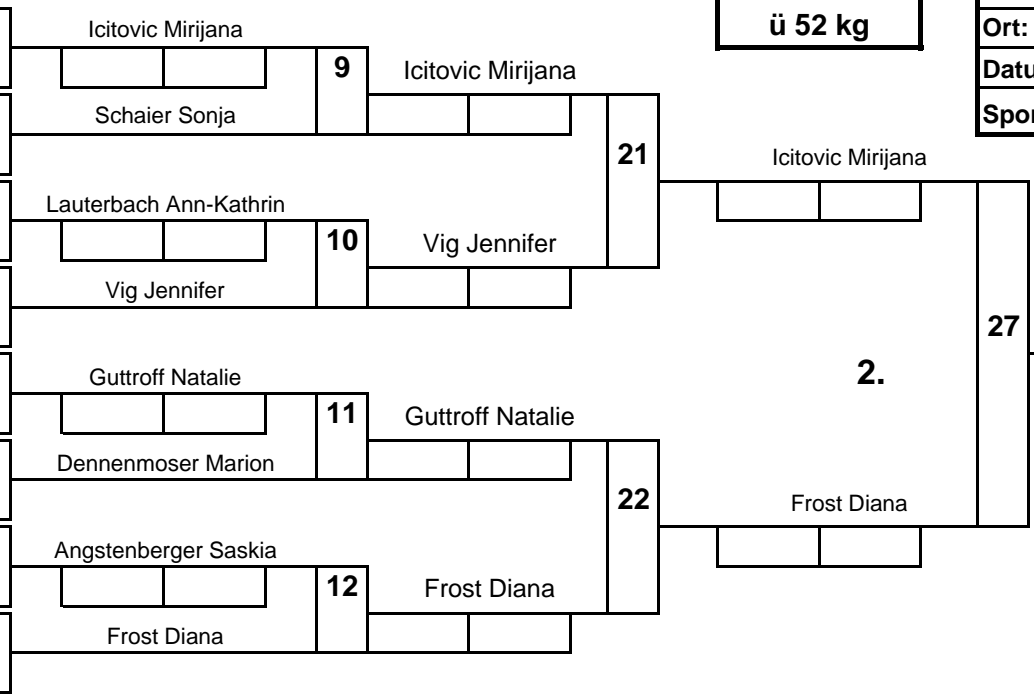 ü 52 kg
Ort:
Datu
Spor
Icitovic Mirijana
9
Schaier Sonja
Icitovic Mirijana
21
Icitovic Mirijana
Lauterbach Ann-Kathrin
10
Vig Jennifer
Vig Jennifer
27
2.
Guttroff Natalie
11
Dennenmoser Marion
Guttroff Natalie
22
Frost Diana
Angstenberger Saskia
12
Frost Diana
Frost Diana